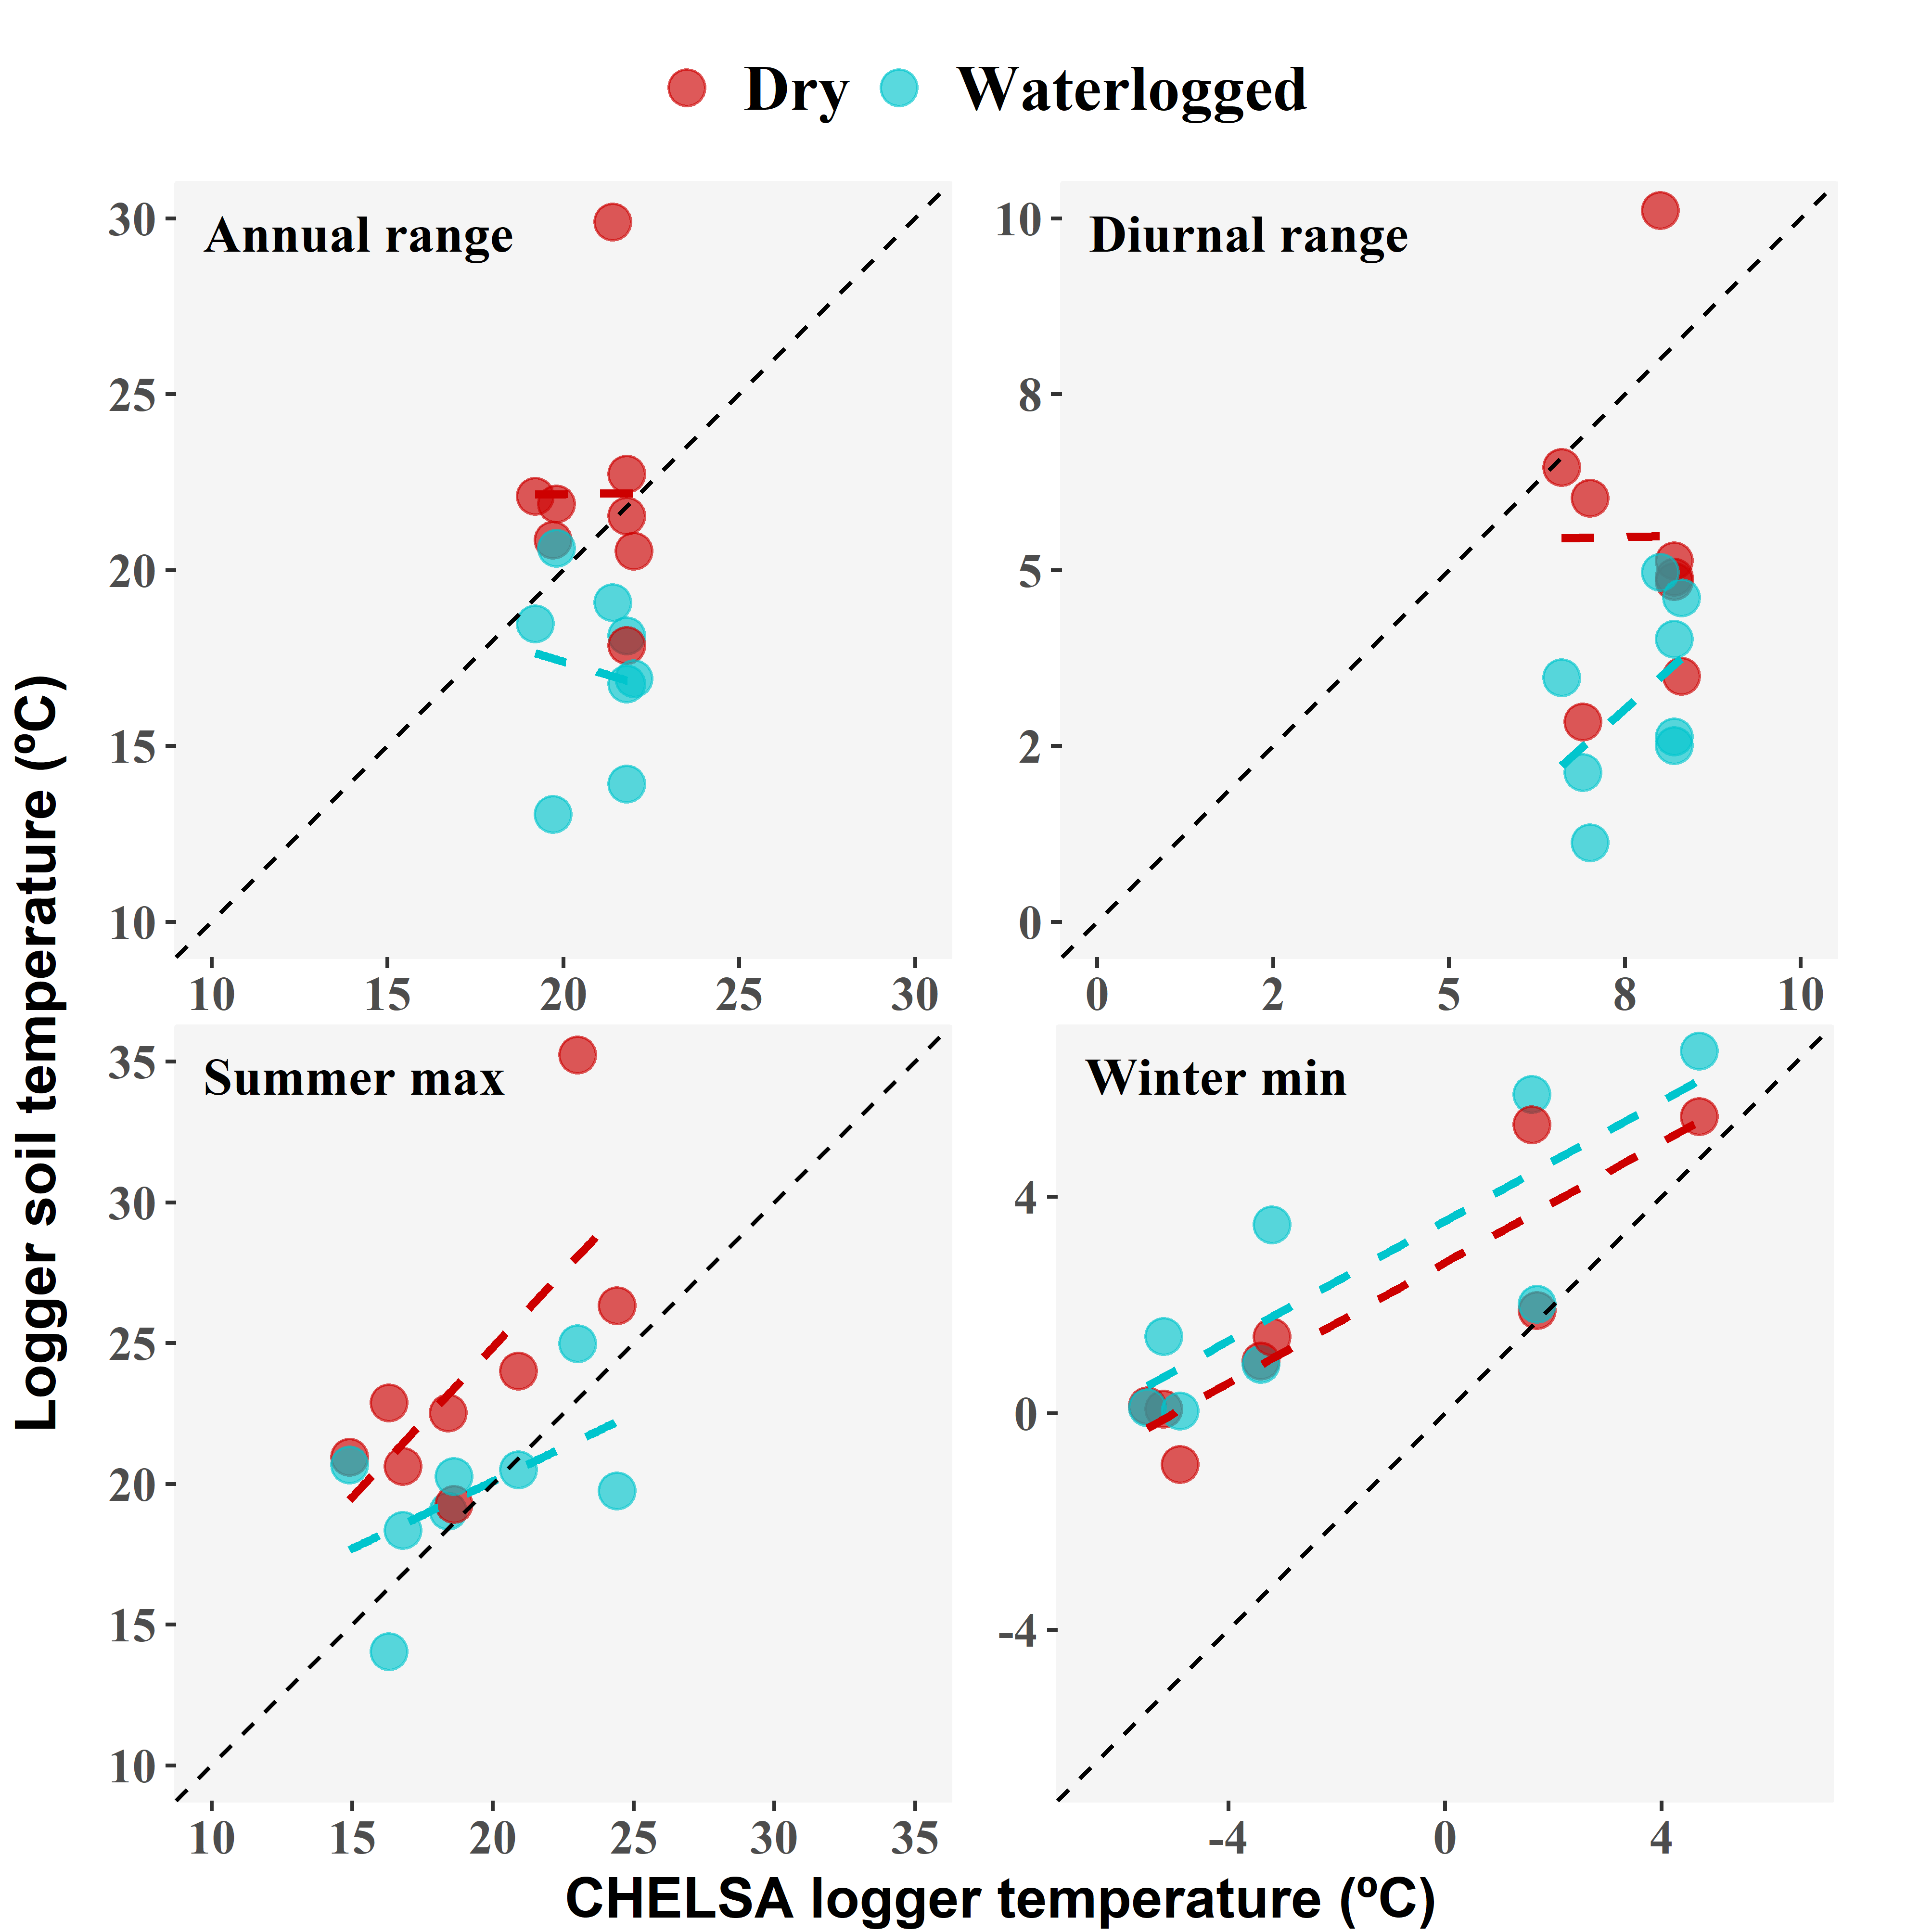 Dry Waterlogged
Annual range
30
25
20
15
10
10 15 20 25 30
Diurnal range
10
8
5
2
0
0 2 5 8 10
Summer max
35
30
25
20
15
10
10 15 20 25 30 35
Winter min
4
0
-4
-4 0 4
Logger soil temperature (ºC)
CHELSA logger temperature (ºC)